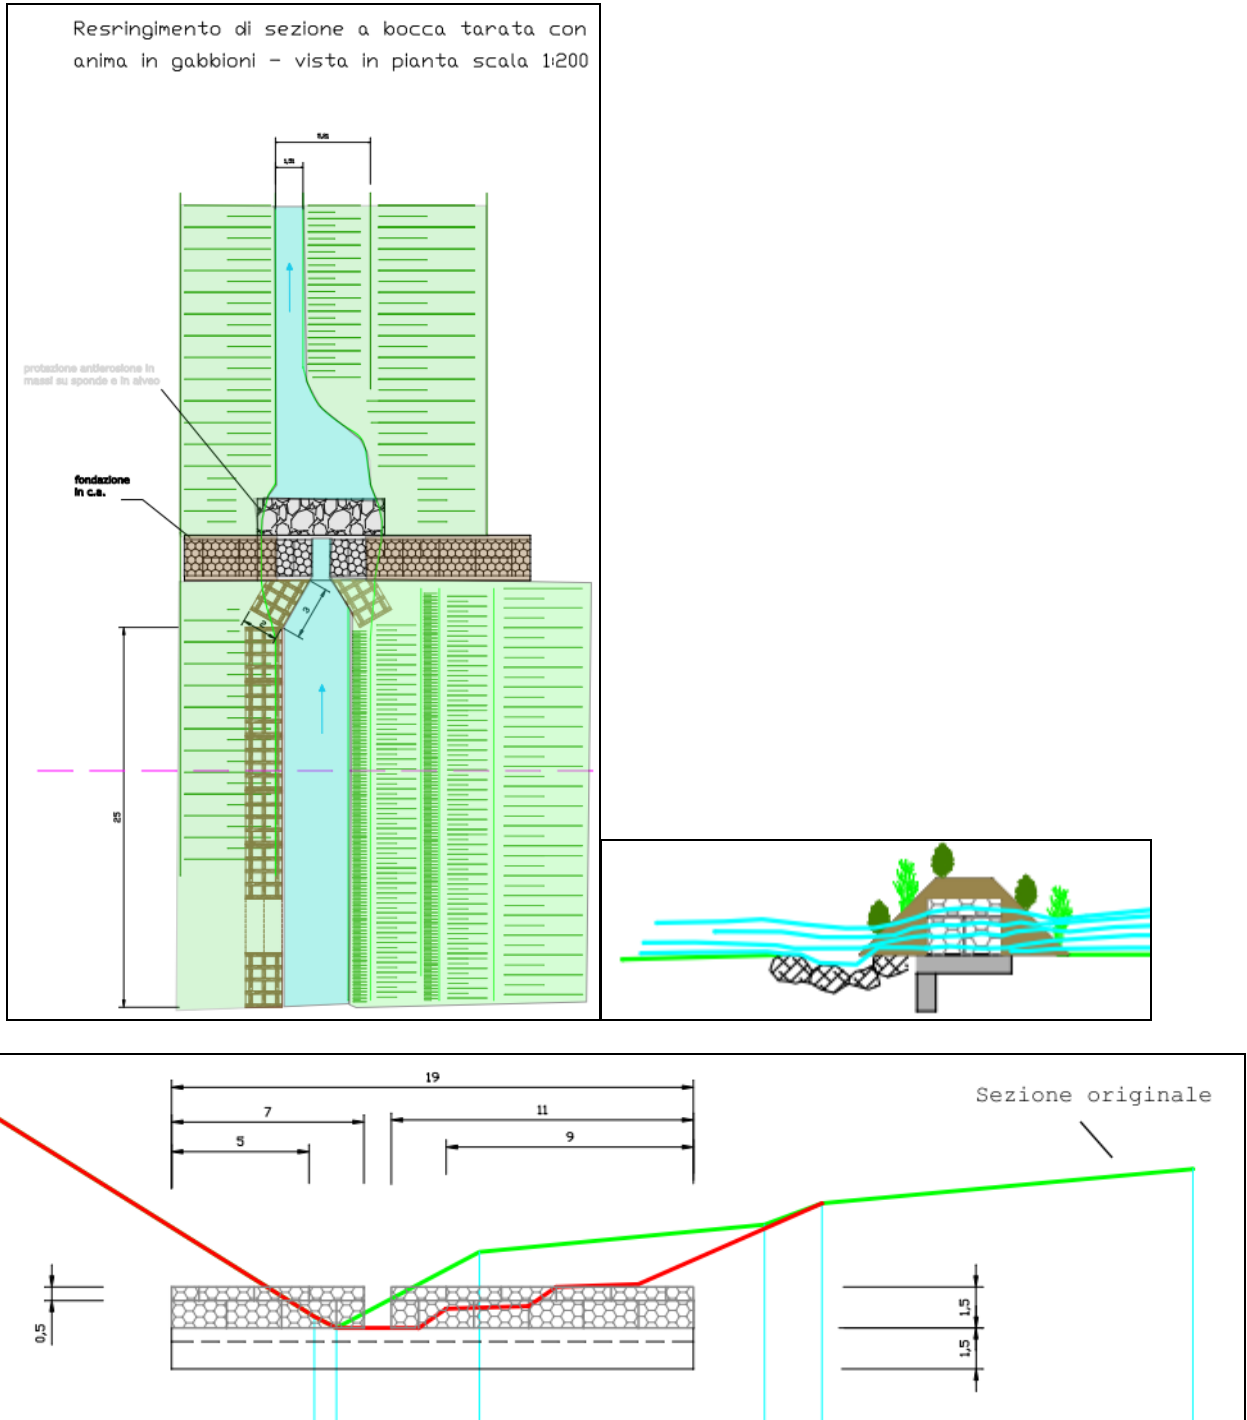 Resringimento di sezione a bocca tarata con
anima in gabbioni - vista in pianta scala 1:200
protezione antierosione in
massi su sponde e in alveo
fondazione
in c.a.
3
2
25
19
Sezione originale
7
11
5
9
0,5
1,5
1,5